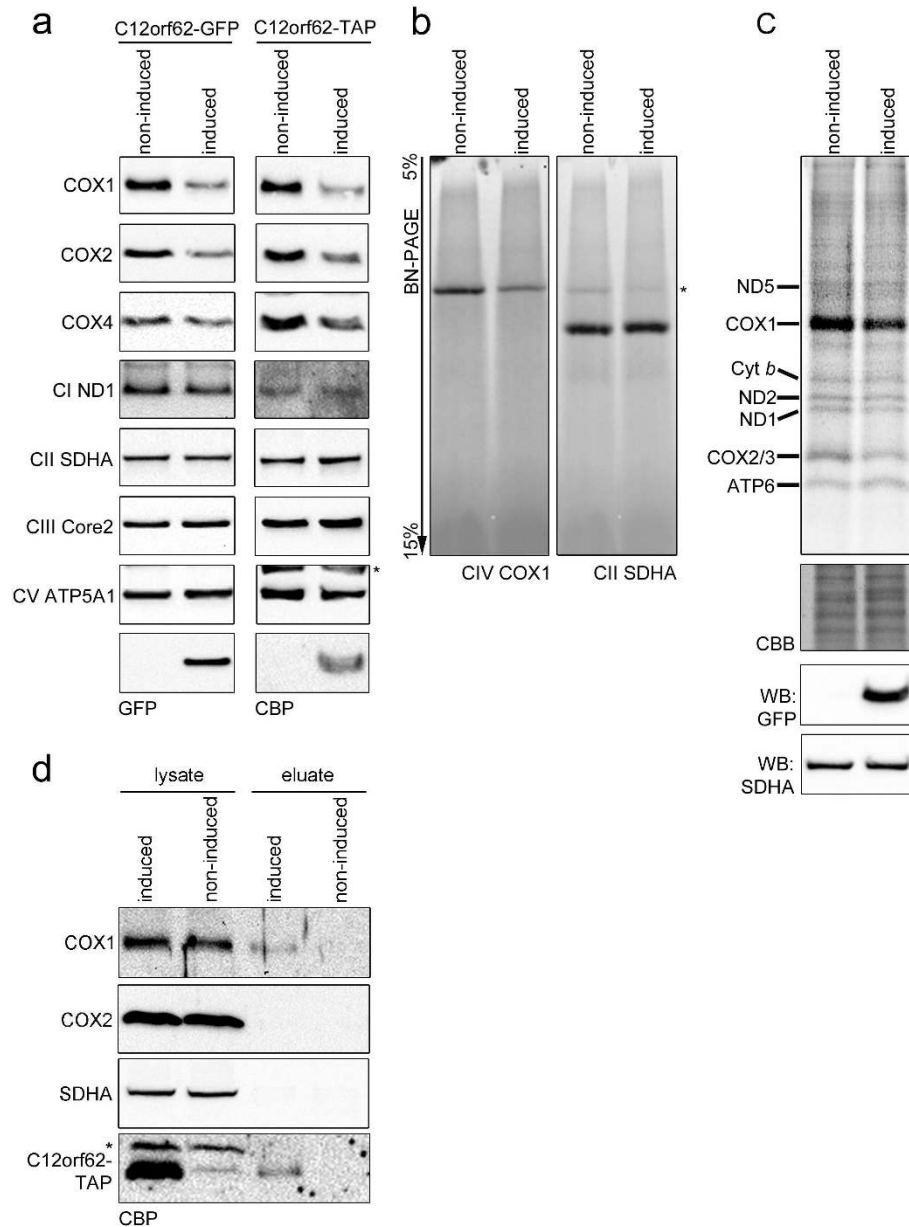 a
C12orf62-GFP C12orf62-TAP
non-induced
induced
non-induced
induced
COX1
COX2
COX4
CI ND1
CII SDHA
CIII Core2
CV ATP5A1
*
GFP
CBP
b
non-induced
induced
non-induced
induced
5%
BN-PAGE
15%
*
CIV COX1
CII SDHA
c
non-induced
induced
ND5
COX1
Cyt b
ND2
ND1
COX2/3
ATP6
CBB
WB:
GFP
WB:
SDHA
d
lysate eluate
induced
non-induced
induced
non-induced
COX1
COX2
SDHA
*
C12orf62-
TAP
CBP